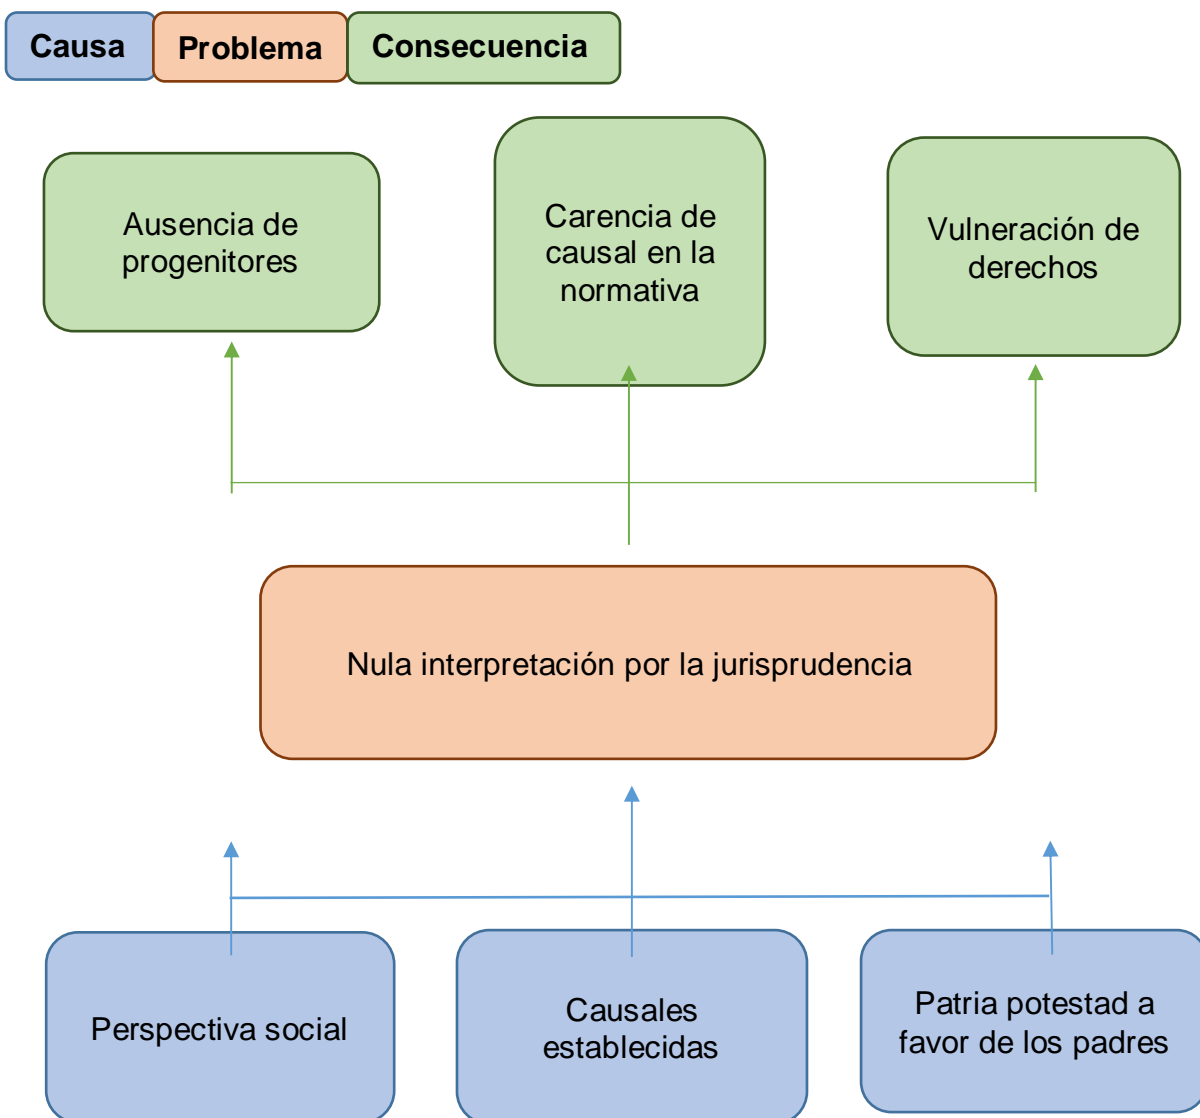 Causa
Problema
Consecuencia
Ausencia de
progenitores
Carencia de
causal en la
normativa
Vulneración de
derechos
Nula interpretación por la jurisprudencia
Perspectiva social
Causales
establecidas
Patria potestad a
favor de los padres